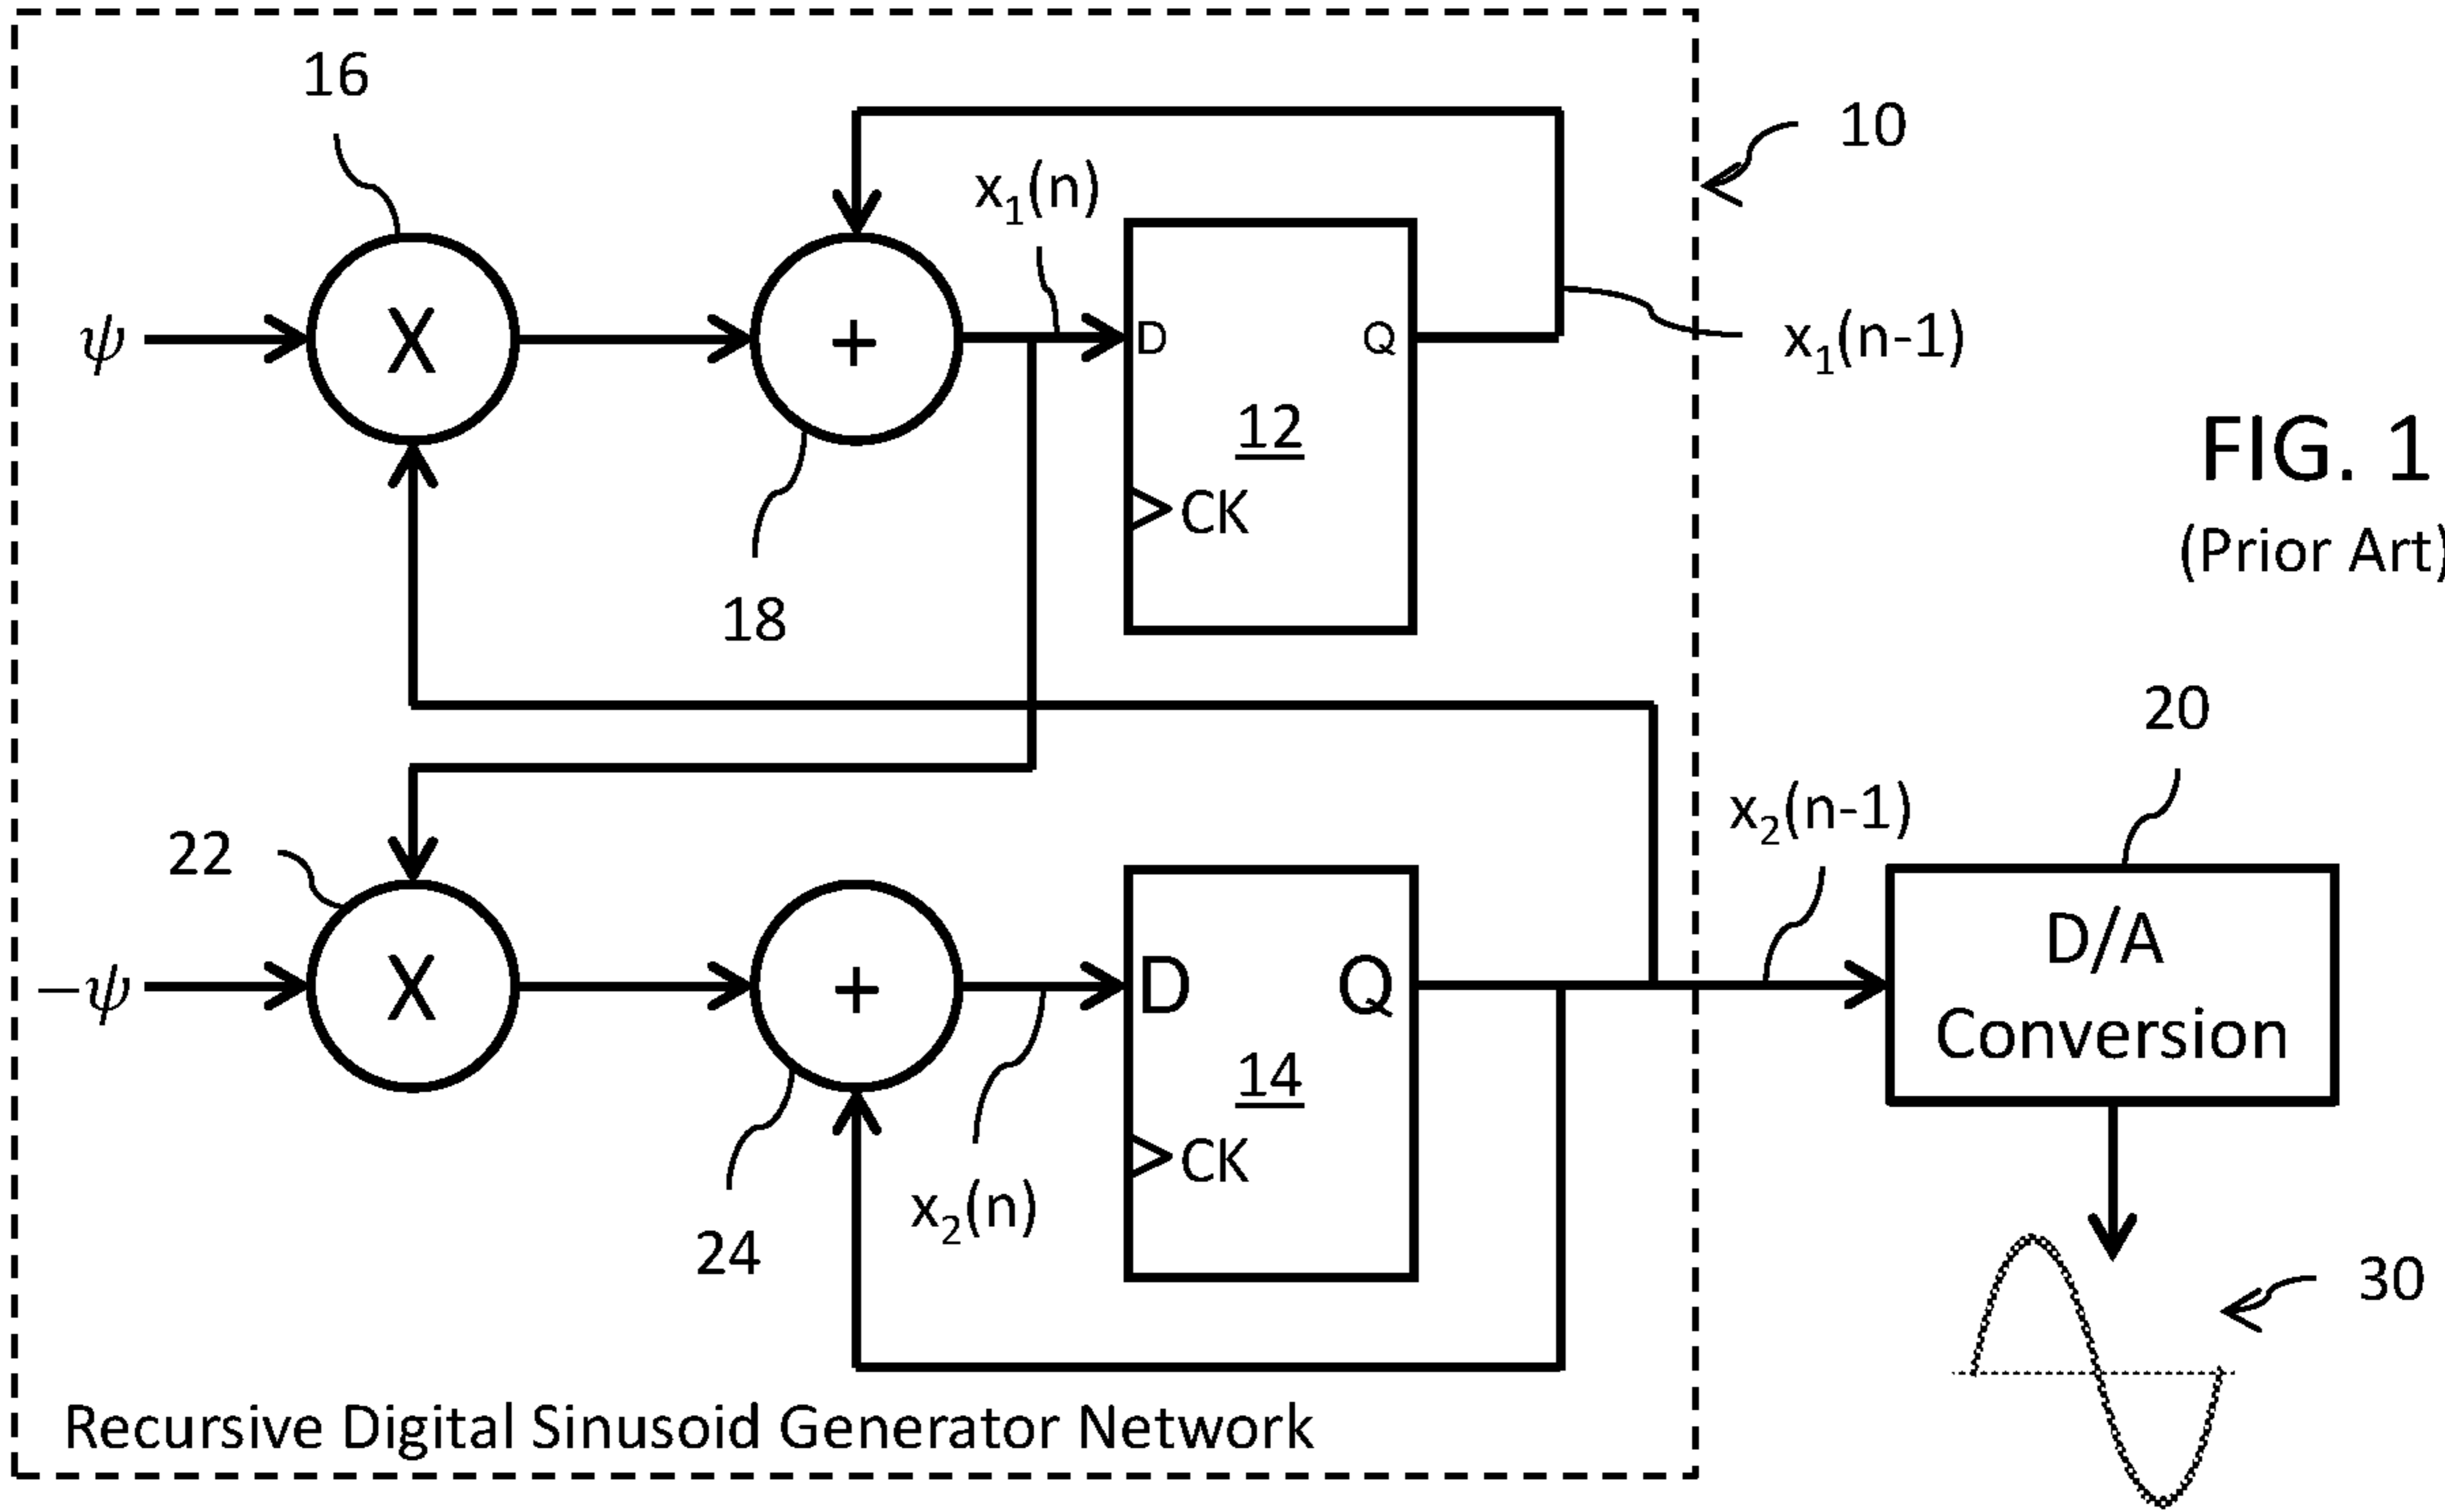 16
10
x₁(n)
ψ
X
+
D
Q
x₁(n-1)
12
CK
18
FIG. 1
(Prior Art)
20
x₂(n-1)
22
D/A
Conversion
−ψ
X
+
D
Q
14
CK
x₂(n)
24
30
Recursive Digital Sinusoid Generator Network